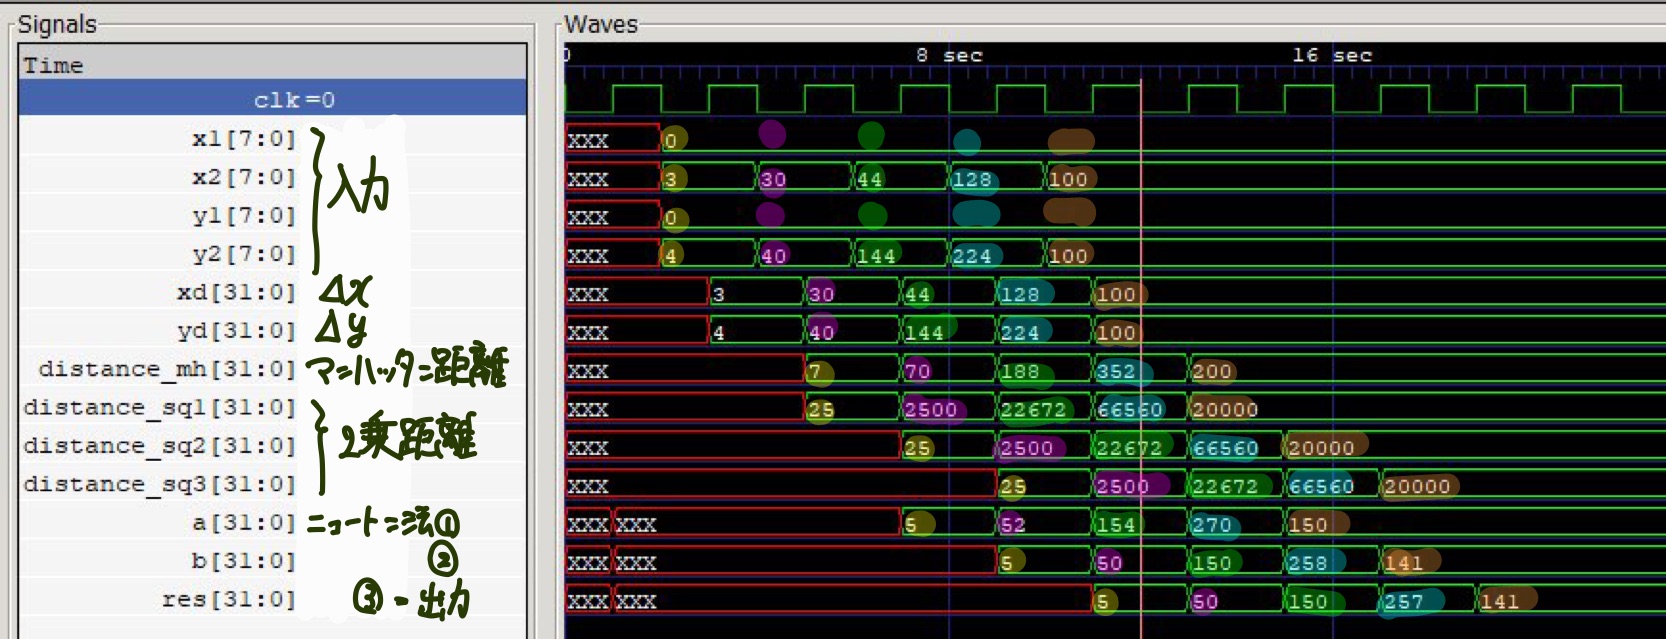 Signals
Waves
Time
0 8 sec 16 sec
clk=0
x1[7:0] XXX 0
x2[7:0] XXX 3 30 44 128 100
入力
y1[7:0] XXX 0
y2[7:0] XXX 4 40 144 224 100
xd[31:0] Δx XXX 3 30 44 128 100
yd[31:0] Δy XXX 4 40 144 224 100
distance_mh[31:0] マンハッタン距離 XXX 7 70 188 352 200
distance_sq1[31:0] XXX 25 2500 22672 66560 20000
2乗距離
distance_sq2[31:0] XXX 25 2500 22672 66560 20000
distance_sq3[31:0] XXX 25 2500 22672 66560 20000
a[31:0] ニュートン法① XXX XXX 5 52 154 270 150
b[31:0] ② XXX XXX 5 50 150 258 141
res[31:0] ③-出力 XXX XXX 5 50 150 257 141